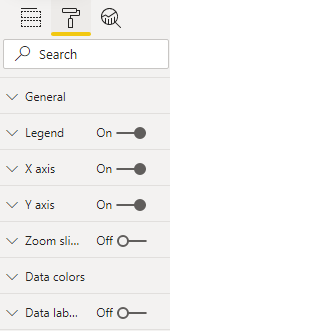 Search
General
Legend On
X axis On
Y axis On
Zoom sli... Off
Data colors
Data lab... Off